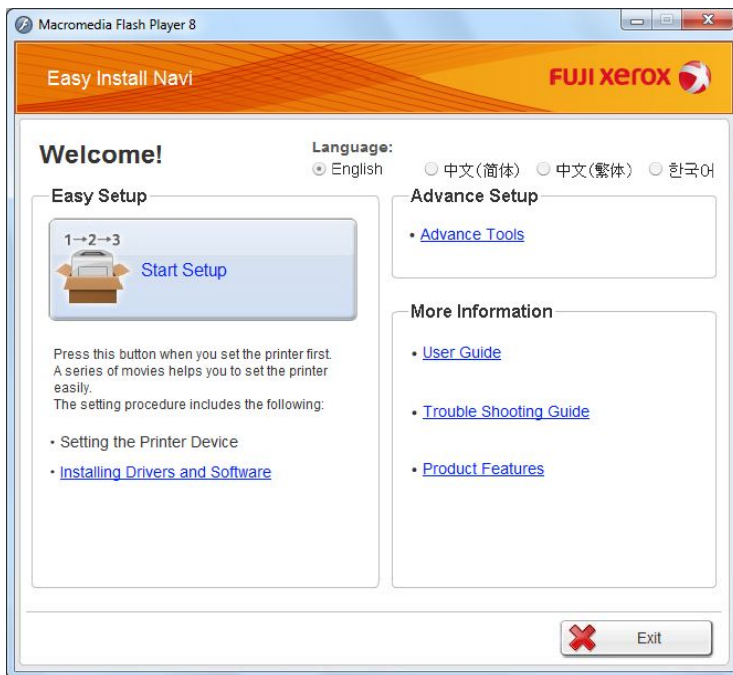 Macromedia Flash Player 8
Easy Install Navi
FUJI xerox
Welcome!
Language:
English 中文(简体) 中文(繁体) 한국어
Easy Setup
1→2→3
Start Setup
Press this button when you set the printer first.
A series of movies helps you to set the printer
easily.
The setting procedure includes the following:
• Setting the Printer Device
• Installing Drivers and Software
Advance Setup
• Advance Tools
More Information
• User Guide
• Trouble Shooting Guide
• Product Features
Exit